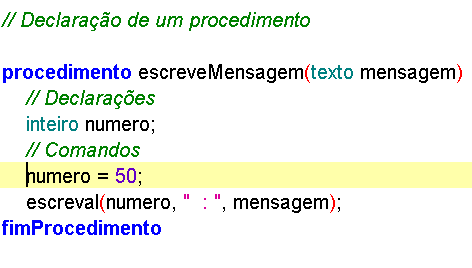 // Declaração de um procedimento
procedimento escreveMensagem(texto mensagem)
// Declarações
inteiro numero;
// Comandos
numero = 50;
escreval(numero, "  : ", mensagem);
fimProcedimento